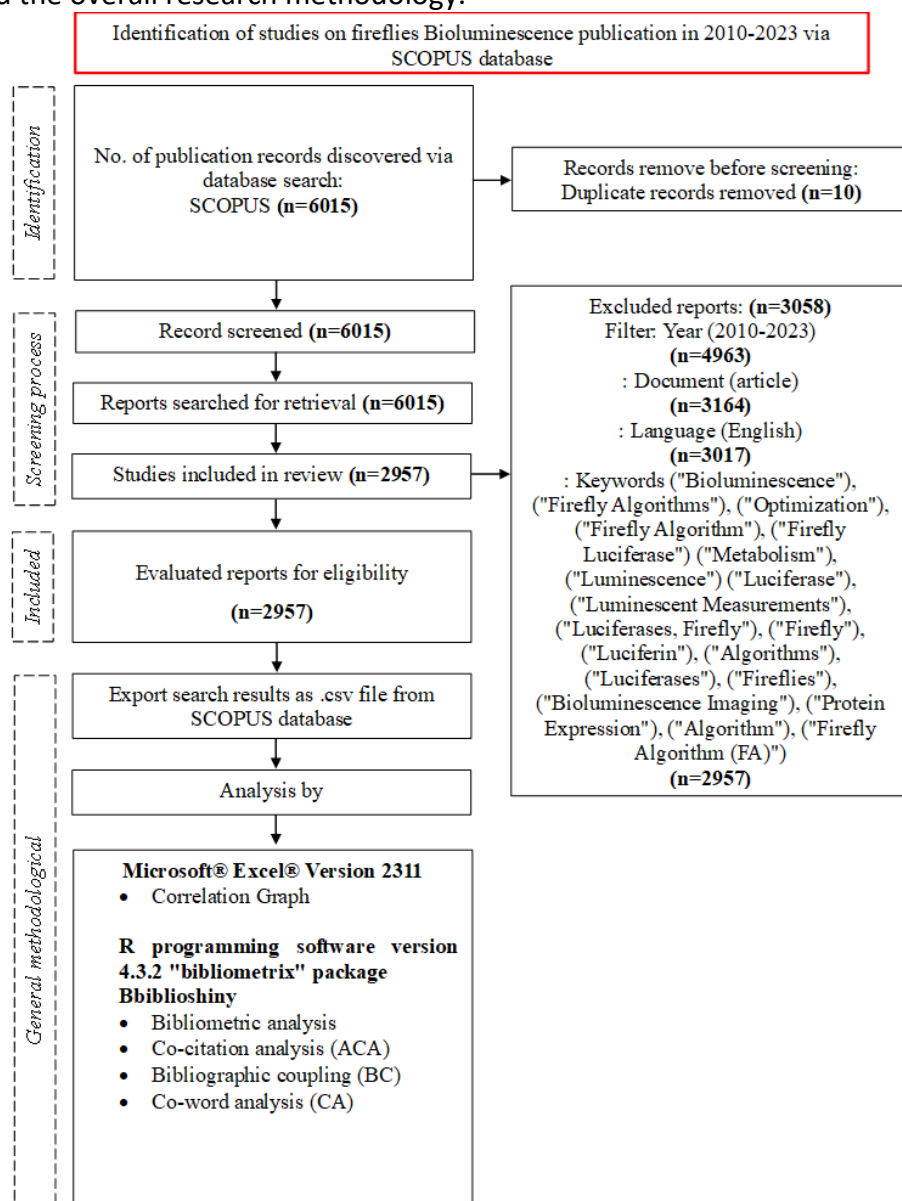 d the overall research methodology.
Identification of studies on fireflies Bioluminescence publication in 2010-2023 via
SCOPUS database
Identification
No. of publication records discovered via
database search:
SCOPUS (n=6015)
Records remove before screening:
Duplicate records removed (n=10)
Screening process
Record screened (n=6015)
Reports searched for retrieval (n=6015)
Studies included in review (n=2957)
Excluded reports: (n=3058)
Filter: Year (2010-2023)
(n=4963)
: Document (article)
(n=3164)
: Language (English)
(n=3017)
: Keywords ("Bioluminescence"),
("Firefly Algorithms"), ("Optimization"),
("Firefly Algorithm"), ("Firefly
Luciferase") ("Metabolism"),
("Luminescence") ("Luciferase"),
("Luminescent Measurements"),
("Luciferases, Firefly"), ("Firefly"),
("Luciferin"), ("Algorithms"),
("Luciferases"), ("Fireflies"),
("Bioluminescence Imaging"), ("Protein
Expression"), ("Algorithm"), ("Firefly
Algorithm (FA)")
(n=2957)
Included
Evaluated reports for eligibility
(n=2957)
General methodological
Export search results as .csv file from
SCOPUS database
Analysis by
Microsoft® Excel® Version 2311
• Correlation Graph
R programming software version
4.3.2 "bibliometrix" package
Bbiblioshiny
• Bibliometric analysis
• Co-citation analysis (ACA)
• Bibliographic coupling (BC)
• Co-word analysis (CA)